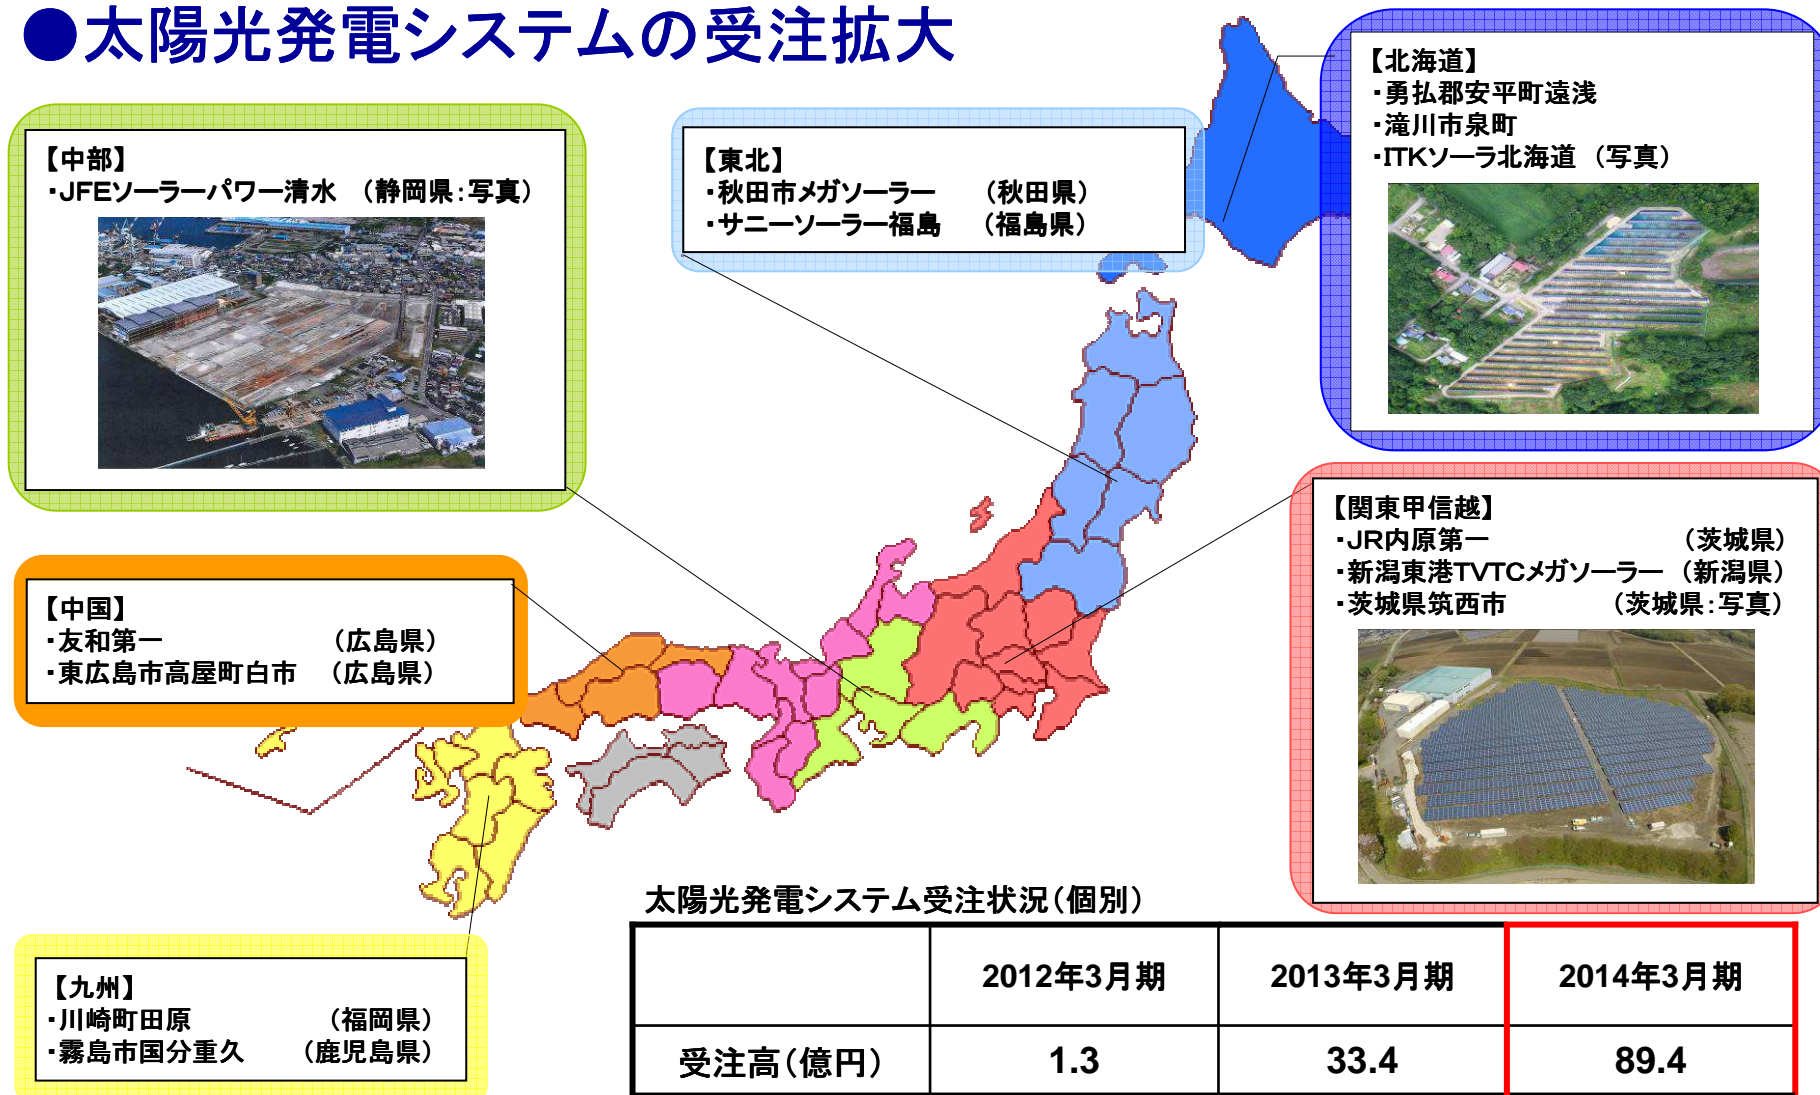 ●太陽光発電システムの受注拡大
【中部】
・JFEソーラーパワー清水 （静岡県：写真）
【東北】
・秋田市メガソーラー （秋田県）
・サニーソーラー福島 （福島県）
【北海道】
・勇払郡安平町遠浅
・滝川市泉町
・ITKソーラ北海道 （写真）
【関東甲信越】
・JR内原第一 （茨城県）
・新潟東港TVTCメガソーラー （新潟県）
・茨城県筑西市 （茨城県：写真）
【中国】
・友和第一 （広島県）
・東広島市高屋町白市 （広島県）
【九州】
・川崎町田原 （福岡県）
・霧島市国分重久 （鹿児島県）
太陽光発電システム受注状況（個別）
2012年3月期 2013年3月期 2014年3月期
受注高（億円） 1.3 33.4 89.4